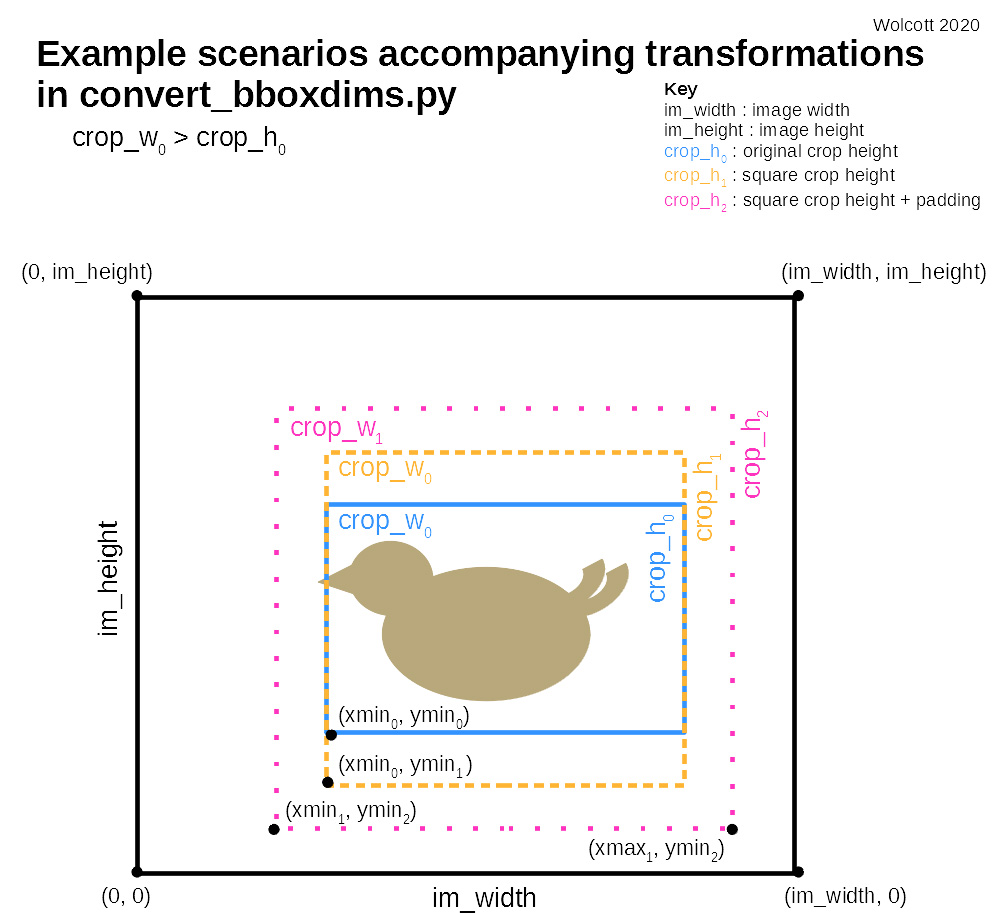 Wolcott 2020
Example scenarios accompanying transformations
in convert_bboxdims.py
crop_w₀ > crop_h₀
Key
im_width : image width
im_height : image height
crop_h₀ : original crop height
crop_h₁ : square crop height
crop_h₂ : square crop height + padding
(0, im_height)
(im_width, im_height)
crop_w₁
crop_h₂
crop_w₀
crop_h₁
crop_w₀
crop_h₀
im_height
(xmin₀, ymin₀)
(xmin₀, ymin₁)
(xmin₁, ymin₂)
(xmax₁, ymin₂)
(0, 0)
im_width
(im_width, 0)